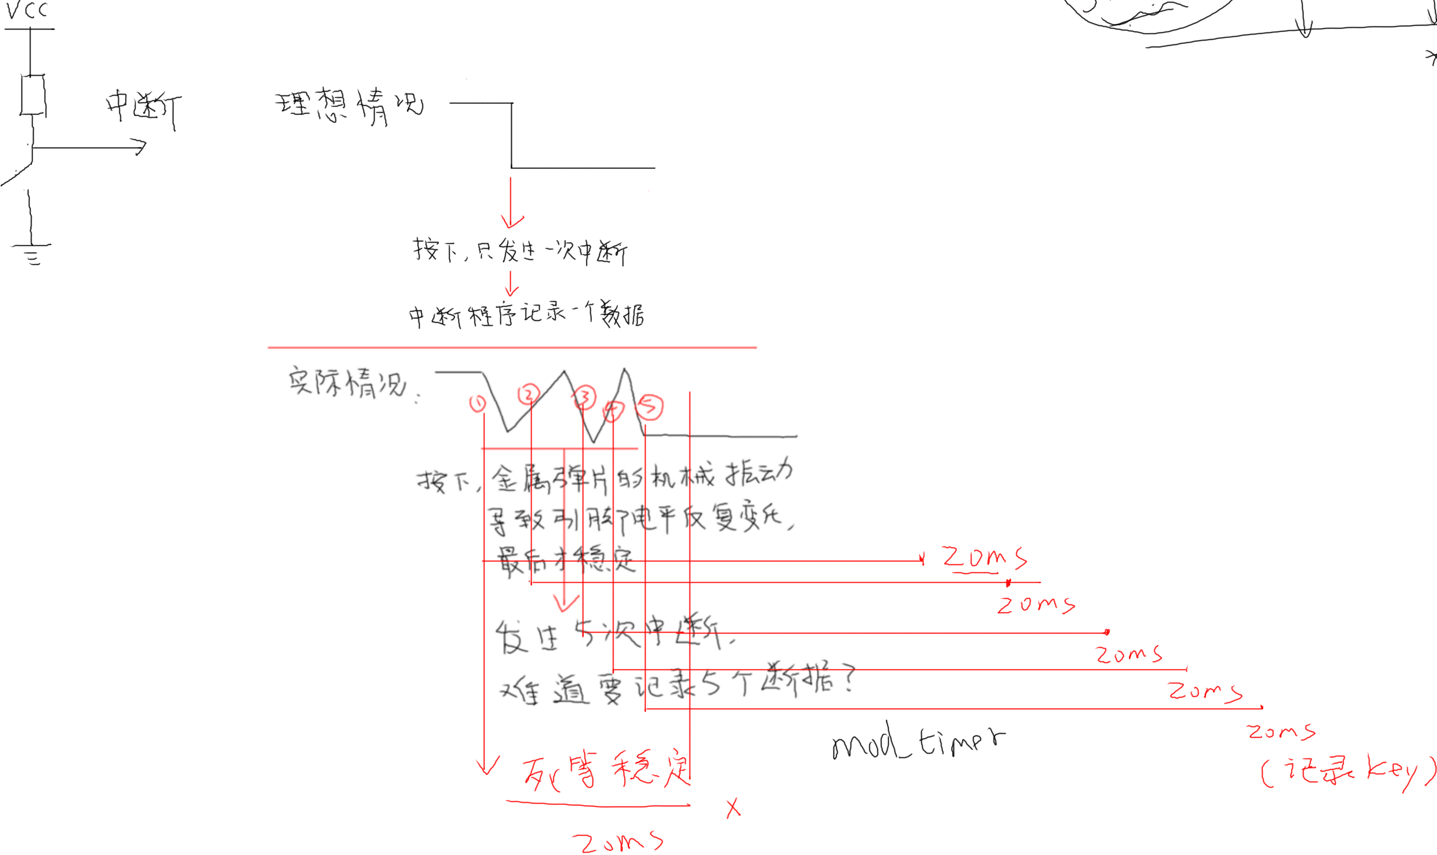 VCC
中断
理想情况
按下,只发生一次中断
中断程序记录一个数据
实际情况:
① ② ③ ④ ⑤
按下,金属弹片的机械振动
导致引脚电平反复变化,
最后才稳定
20ms
20ms
发生5次中断,
20ms
难道要记录5个断据?
20ms
mod_timer
20ms
(记录key)
死等稳定
x
20ms